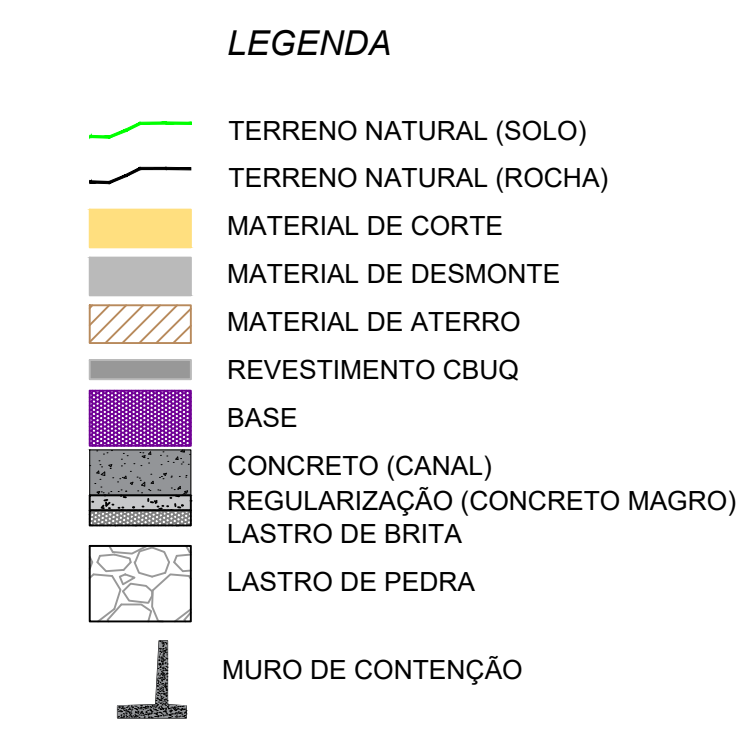 LEGENDA
TERRENO NATURAL (SOLO)
TERRENO NATURAL (ROCHA)
MATERIAL DE CORTE
MATERIAL DE DESMONTE
MATERIAL DE ATERRO
REVESTIMENTO CBUQ
BASE
CONCRETO (CANAL)
REGULARIZAÇÃO (CONCRETO MAGRO)
LASTRO DE BRITA
LASTRO DE PEDRA
MURO DE CONTENÇÃO